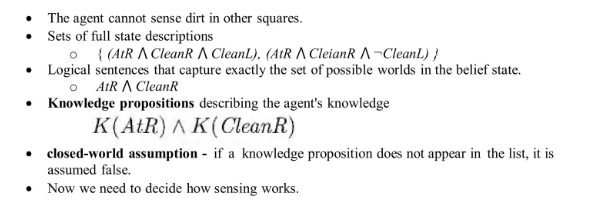 • The agent cannot sense dirt in other squares.
• Sets of full state descriptions
o { (AtR Λ CleanR Λ CleanL), (AtR Λ CleianR Λ ¬CleanL) }
• Logical sentences that capture exactly the set of possible worlds in the belief state.
o AtR Λ CleanR
• Knowledge propositions describing the agent's knowledge
K(AtR) ∧ K(CleanR)
• closed-world assumption - if a knowledge proposition does not appear in the list, it is
assumed false.
• Now we need to decide how sensing works.